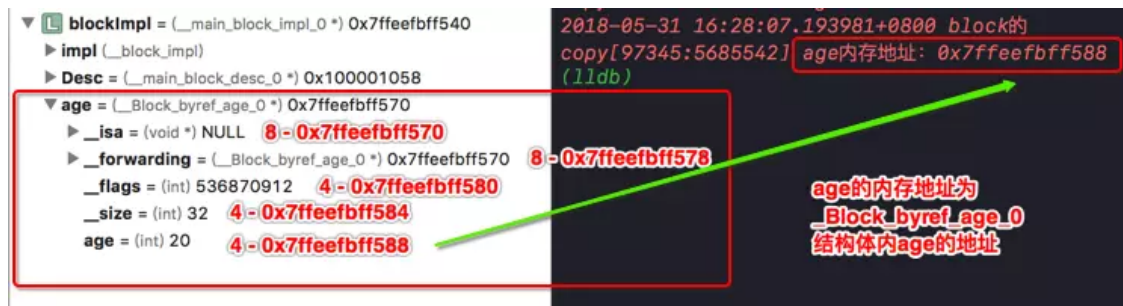 blockImpl = (__main_block_impl_0 *) 0x7ffeefbff540
impl (__block_impl)
Desc = (__main_block_desc_0 *) 0x100001058
age = (__Block_byref_age_0 *) 0x7ffeefbff570
__isa = (void *) NULL 8 - 0x7ffeefbff570
__forwarding = (__Block_byref_age_0 *) 0x7ffeefbff570 8 - 0x7ffeefbff578
__flags = (int) 536870912 4 - 0x7ffeefbff580
__size = (int) 32 4 - 0x7ffeefbff584
age = (int) 20 4 - 0x7ffeefbff588
2018-05-31 16:28:07.193981+0800 block的
copy[97345:5685542] age内存地址: 0x7ffeefbff588
(lldb)
age的内存地址为
_Block_byref_age_0
结构体内age的地址